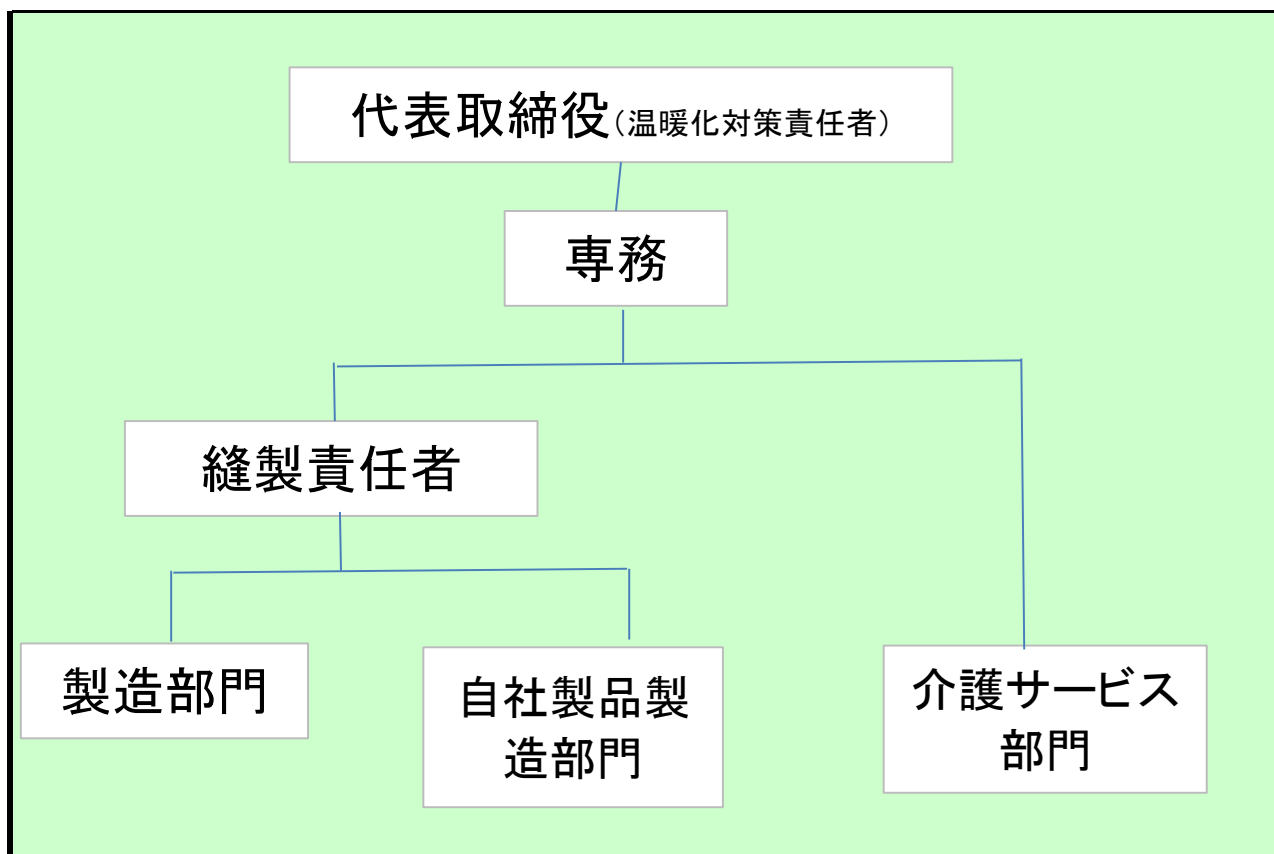 代表取締役(温暖化対策責任者)
専務
縫製責任者
製造部門
自社製品製
造部門
介護サービス
部門